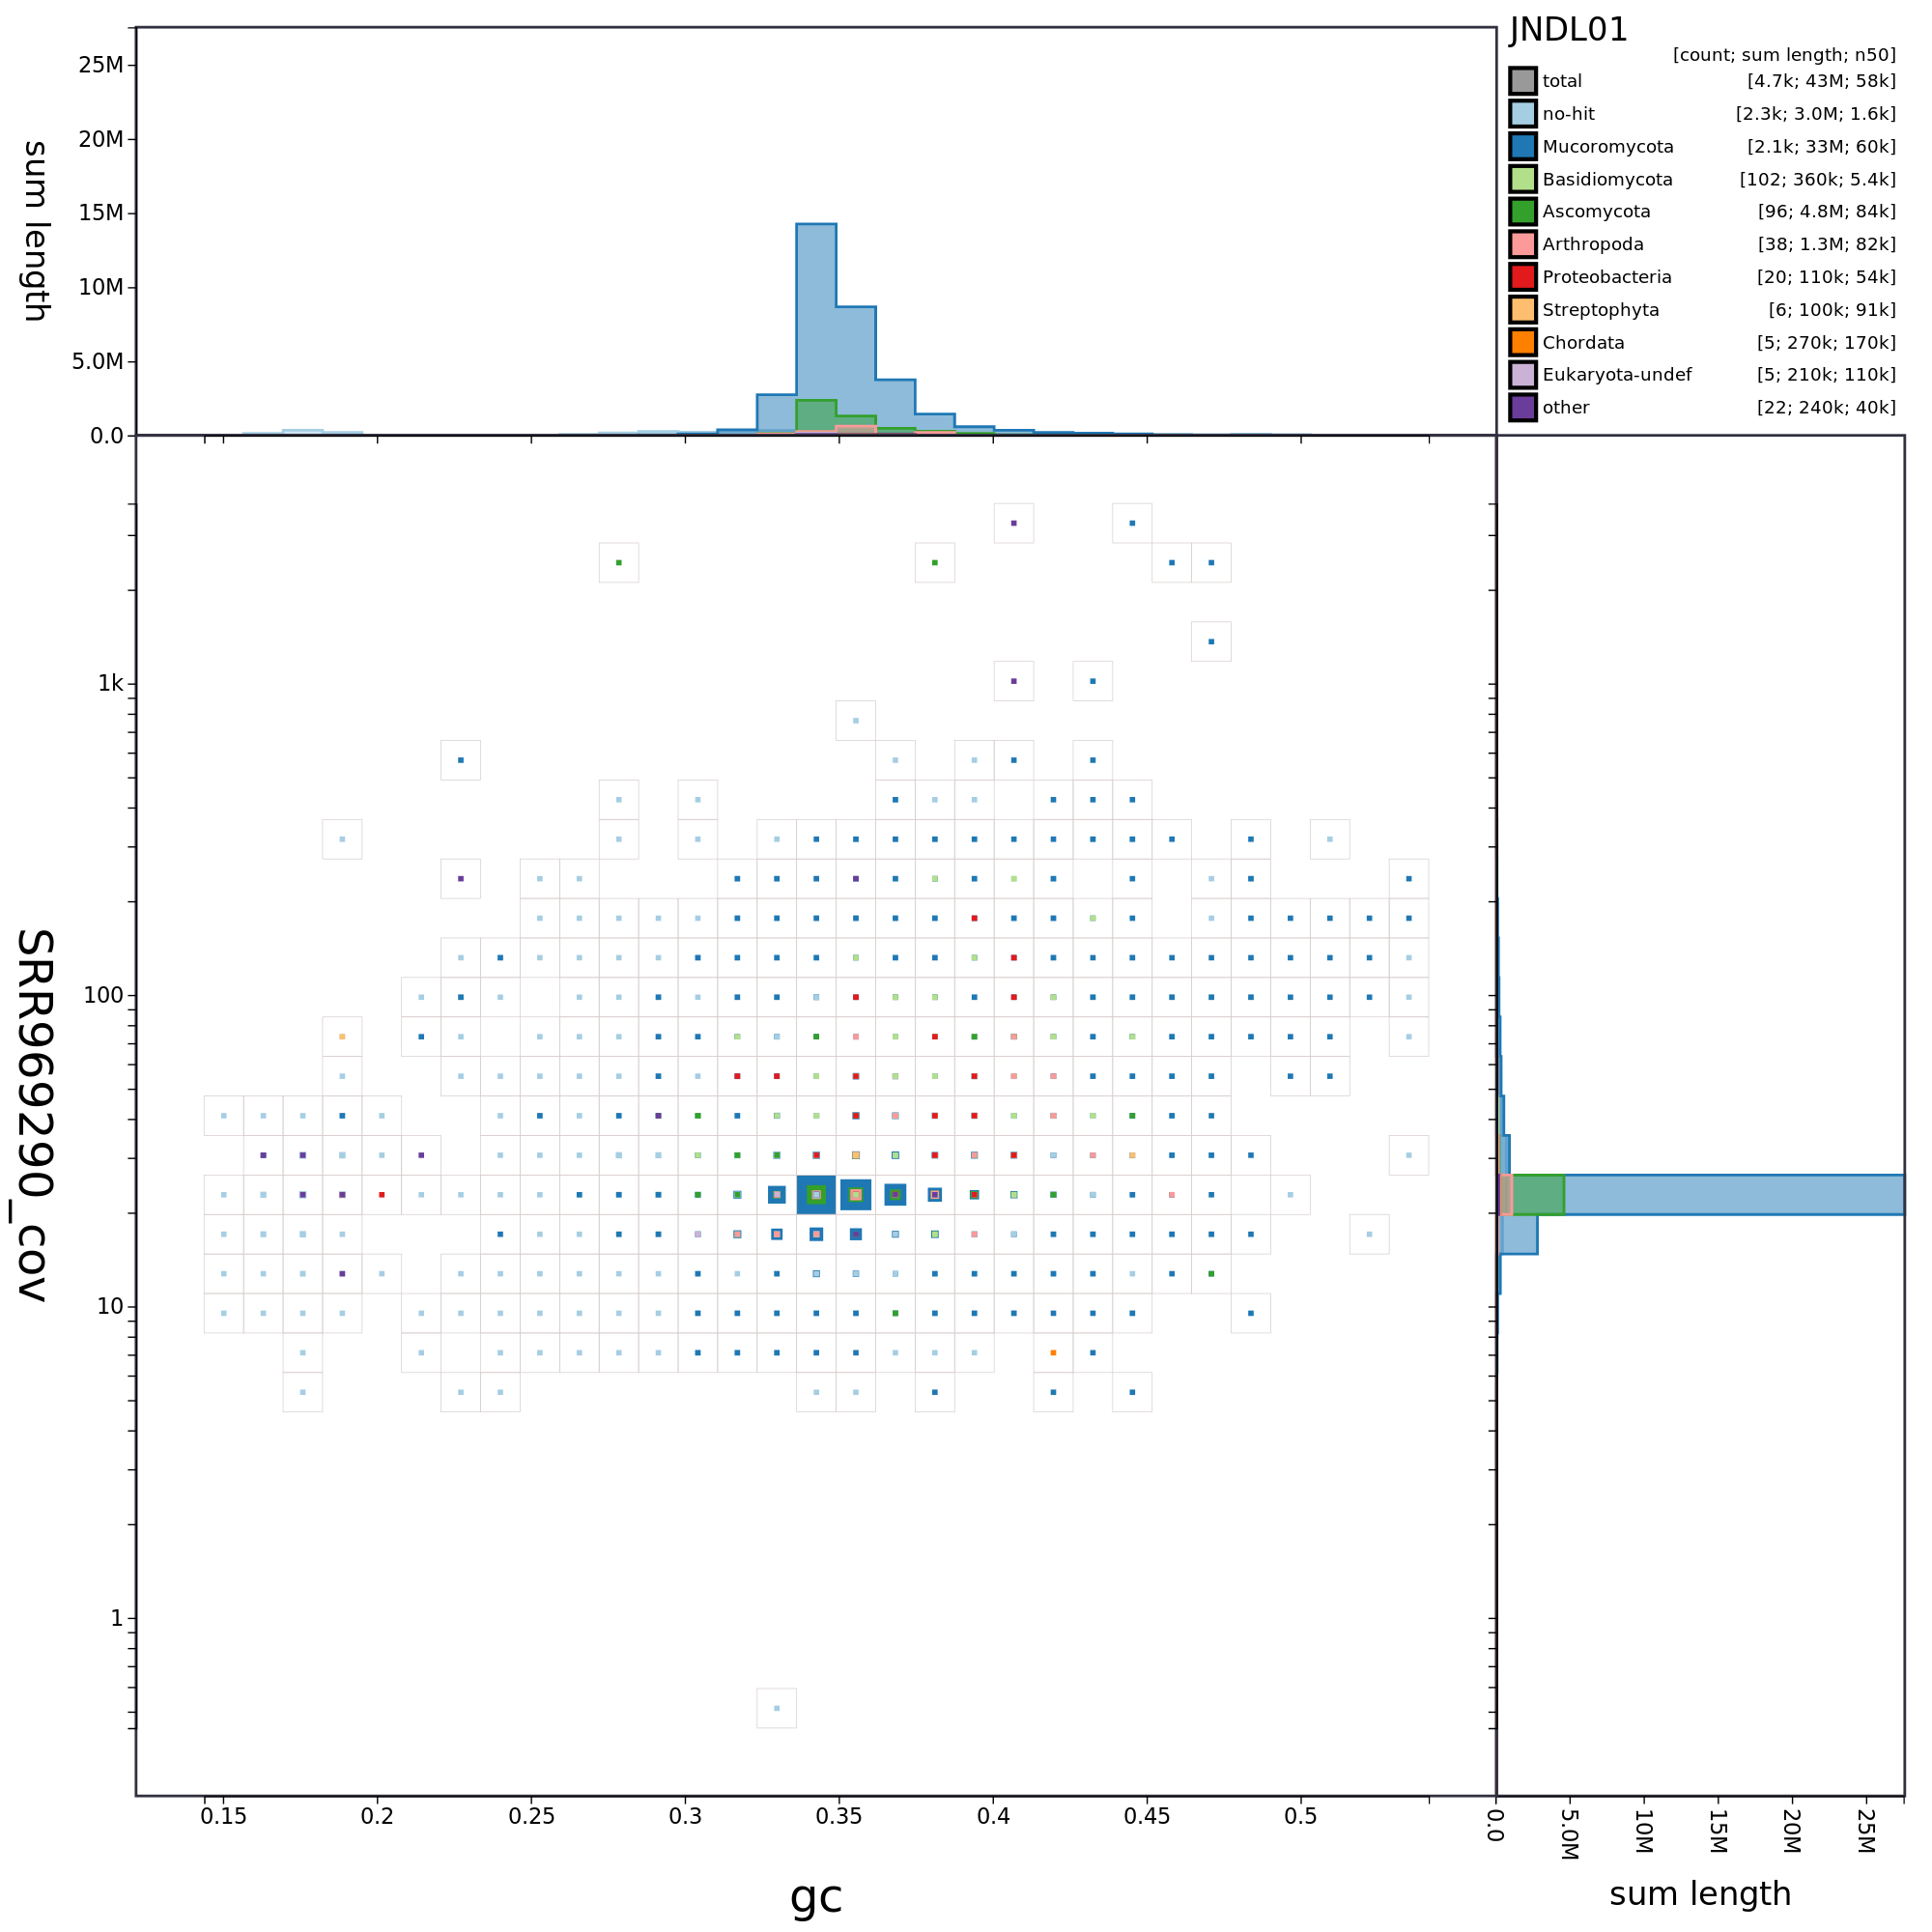 JNDL01
[count; sum length; n50]
total [4.7k; 43M; 58k]
no-hit [2.3k; 3.0M; 1.6k]
Mucoromycota [2.1k; 33M; 60k]
Basidiomycota [102; 360k; 5.4k]
Ascomycota [96; 4.8M; 84k]
Arthropoda [38; 1.3M; 82k]
Proteobacteria [20; 110k; 54k]
Streptophyta [6; 100k; 91k]
Chordata [5; 270k; 170k]
Eukaryota-undef [5; 210k; 110k]
other [22; 240k; 40k]
sum length
25M
20M
15M
10M
5.0M
0.0
SRR969290_cov
1k
100
10
1
0.15 0.2 0.25 0.3 0.35 0.4 0.45 0.5
gc
0.0 5.0M 10M 15M 20M 25M
sum length